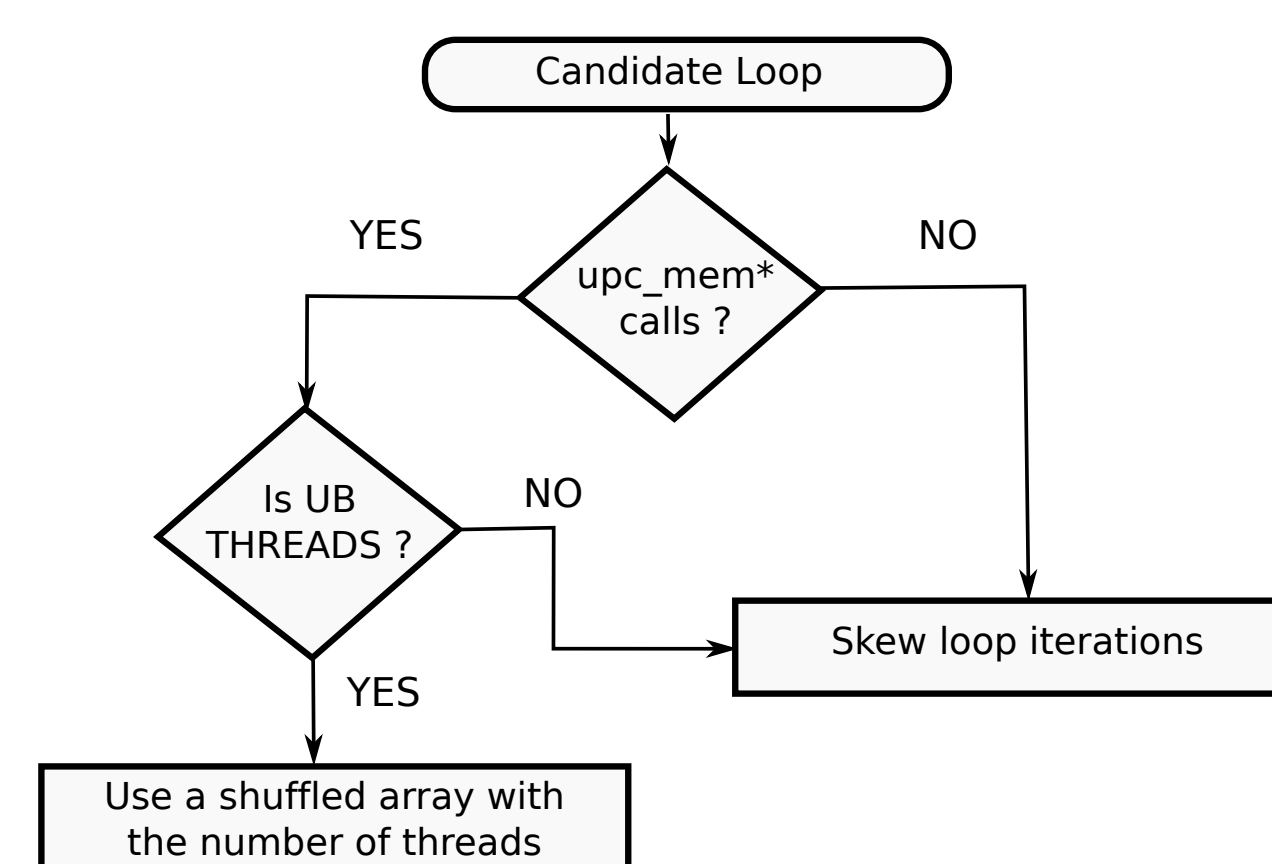 Candidate Loop
YES
NO
upc_mem*
calls ?
Is UB
THREADS ?
NO
Skew loop iterations
YES
Use a shuffled array with
the number of threads